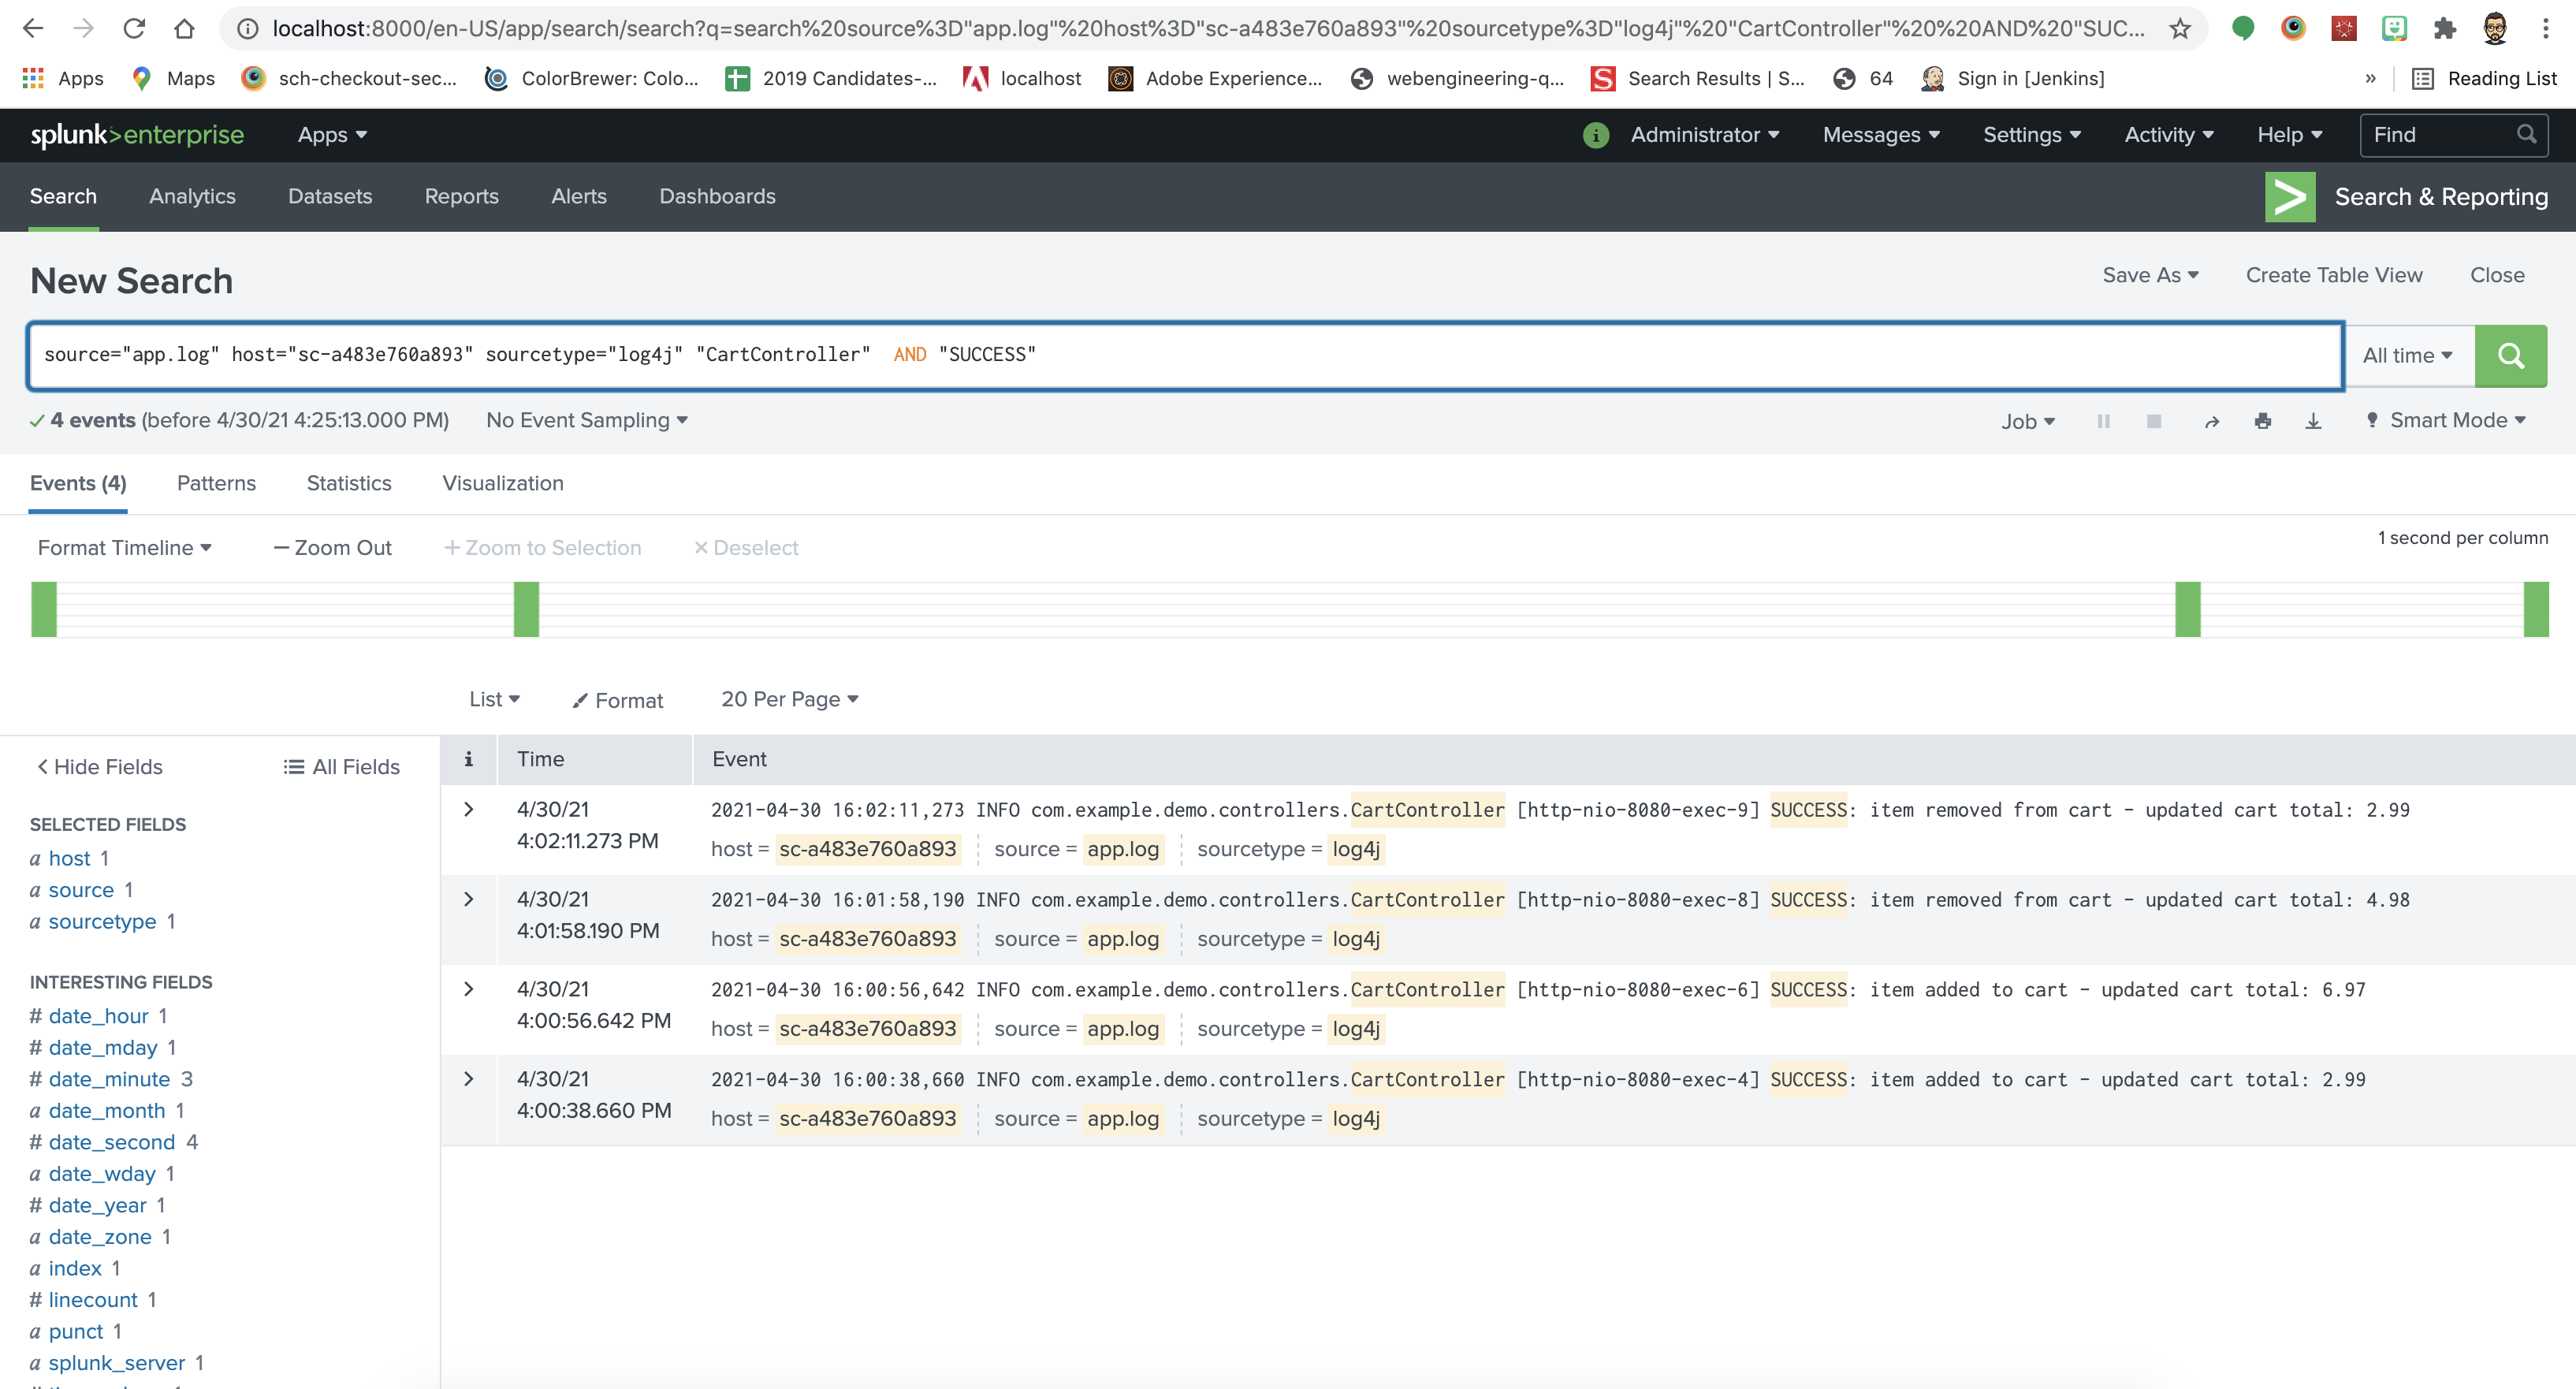 localhost:8000/en-US/app/search/search?q=search%20source%3D"app.log"%20host%3D"sc-a483e760a893"%20sourcetype%3D"log4j"%20"CartController"%20%20AND%20"SUC...
Apps Maps sch-checkout-sec... ColorBrewer: Colo... 2019 Candidates-... localhost Adobe Experience... webengineering-q... Search Results | S... 64 Sign in [Jenkins] » Reading List
splunk>enterprise Apps Administrator Messages Settings Activity Help Find
Search Analytics Datasets Reports Alerts Dashboards Search & Reporting
New Search Save As Create Table View Close
source="app.log" host="sc-a483e760a893" sourcetype="log4j" "CartController"  AND "SUCCESS" All time
4 events (before 4/30/21 4:25:13.000 PM) No Event Sampling Job Smart Mode
Events (4) Patterns Statistics Visualization
Format Timeline — Zoom Out + Zoom to Selection × Deselect 1 second per column
List Format 20 Per Page
Hide Fields All Fields
SELECTED FIELDS
a host 1
a source 1
a sourcetype 1
INTERESTING FIELDS
# date_hour 1
# date_mday 1
# date_minute 3
a date_month 1
# date_second 4
a date_wday 1
# date_year 1
a date_zone 1
a index 1
# linecount 1
a punct 1
a splunk_server 1
i Time Event
4/30/21 2021-04-30 16:02:11,273 INFO com.example.demo.controllers.CartController [http-nio-8080-exec-9] SUCCESS: item removed from cart - updated cart total: 2.99
4:02:11.273 PM host = sc-a483e760a893 source = app.log sourcetype = log4j
4/30/21 2021-04-30 16:01:58,190 INFO com.example.demo.controllers.CartController [http-nio-8080-exec-8] SUCCESS: item removed from cart - updated cart total: 4.98
4:01:58.190 PM host = sc-a483e760a893 source = app.log sourcetype = log4j
4/30/21 2021-04-30 16:00:56,642 INFO com.example.demo.controllers.CartController [http-nio-8080-exec-6] SUCCESS: item added to cart - updated cart total: 6.97
4:00:56.642 PM host = sc-a483e760a893 source = app.log sourcetype = log4j
4/30/21 2021-04-30 16:00:38,660 INFO com.example.demo.controllers.CartController [http-nio-8080-exec-4] SUCCESS: item added to cart - updated cart total: 2.99
4:00:38.660 PM host = sc-a483e760a893 source = app.log sourcetype = log4j